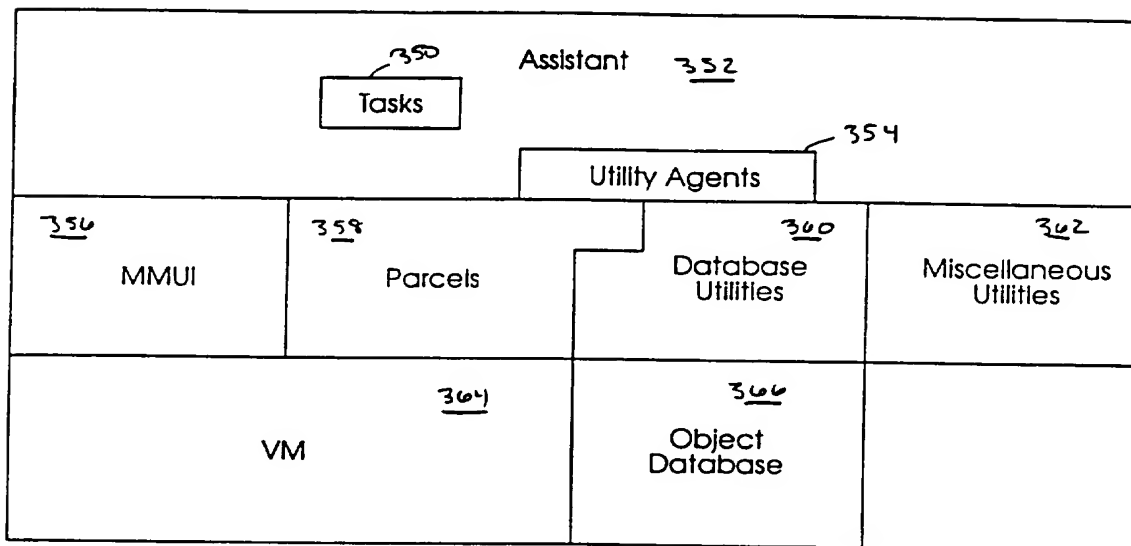 350
Assistant 352
Tasks
354
Utility Agents
356
358
360
362
MMUI
Parcels
Database
Utilities
Miscellaneous
Utilities
364
366
VM
Object
Database